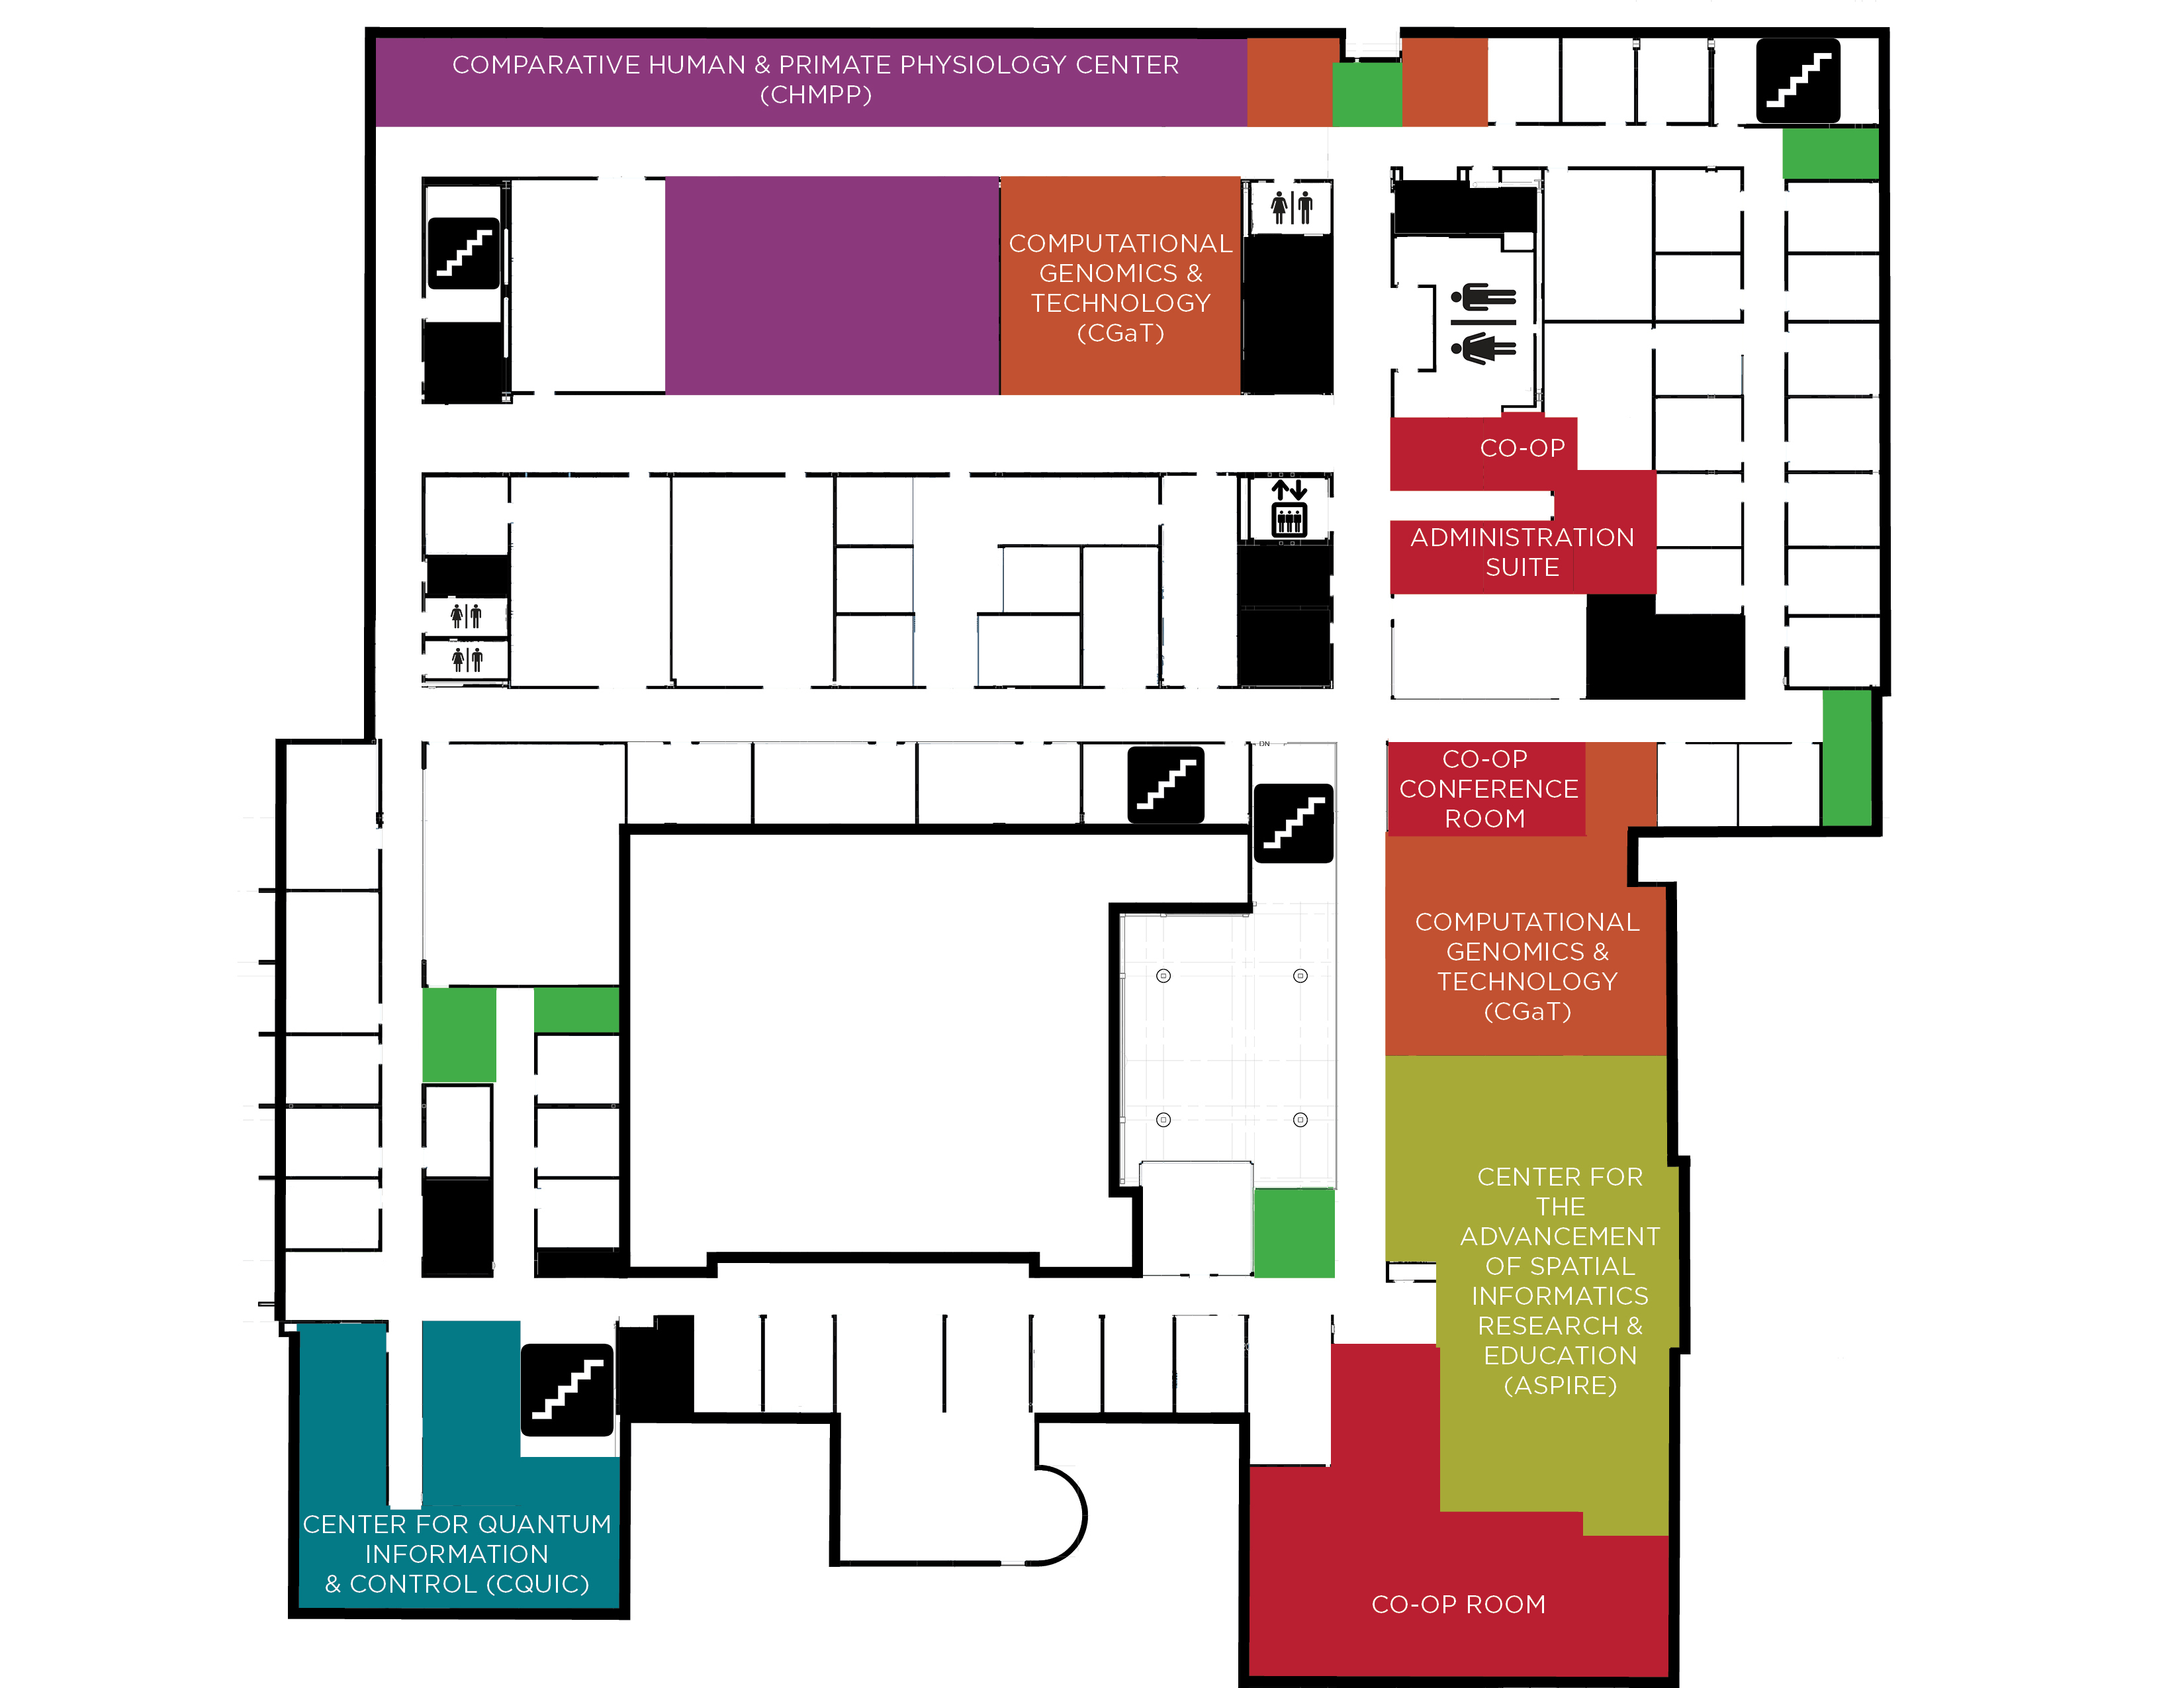 COMPARATIVE HUMAN & PRIMATE PHYSIOLOGY CENTER
(CHMPP)
COMPUTATIONAL
GENOMICS &
TECHNOLOGY
(CGaT)
CO-OP
ADMINISTRATION
SUITE
DN
CO-OP
CONFERENCE
ROOM
COMPUTATIONAL
GENOMICS &
TECHNOLOGY
(CGaT)
CENTER FOR
THE
ADVANCEMENT
OF SPATIAL
INFORMATICS
RESEARCH &
EDUCATION
(ASPIRE)
CENTER FOR QUANTUM
INFORMATION
& CONTROL (CQUIC)
CO-OP ROOM